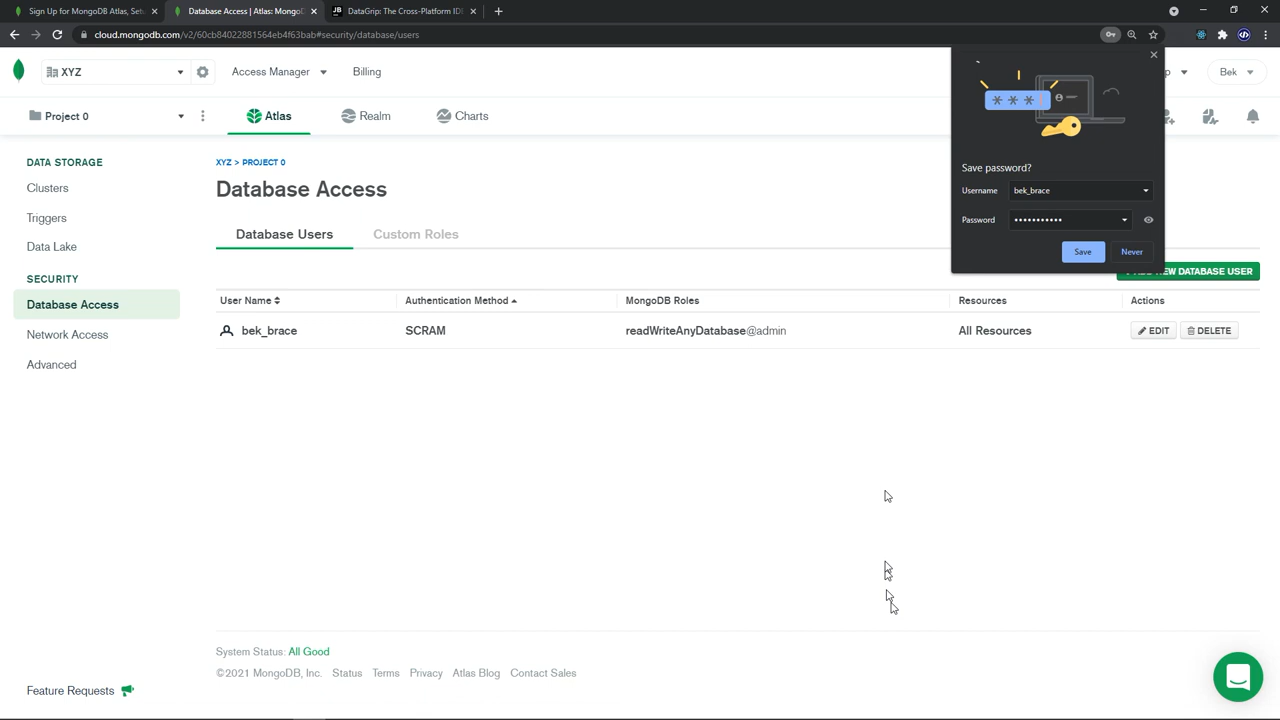 Sign Up for MongoDB Atlas, Set
Database Access | Atlas: Mongo
DataGrip: The Cross-Platform ID
cloud.mongodb.com/v2/60cb84022881564eb4f63bab#security/database/users
XYZ
Access Manager
Billing
Bek
Project 0
Atlas
Realm
Charts
Save password?
Username
bek_brace
Password
•••••••••••
Save
Never
DATA STORAGE
Clusters
Triggers
Data Lake
SECURITY
Database Access
Network Access
Advanced
XYZ > PROJECT 0
Database Access
Database Users
Custom Roles
NEW DATABASE USER
User Name Authentication Method MongoDB Roles Resources Actions
bek_brace SCRAM readWriteAnyDatabase@admin All Resources EDIT DELETE
System Status: All Good
©2021 MongoDB, Inc. Status Terms Privacy Atlas Blog Contact Sales
Feature Requests